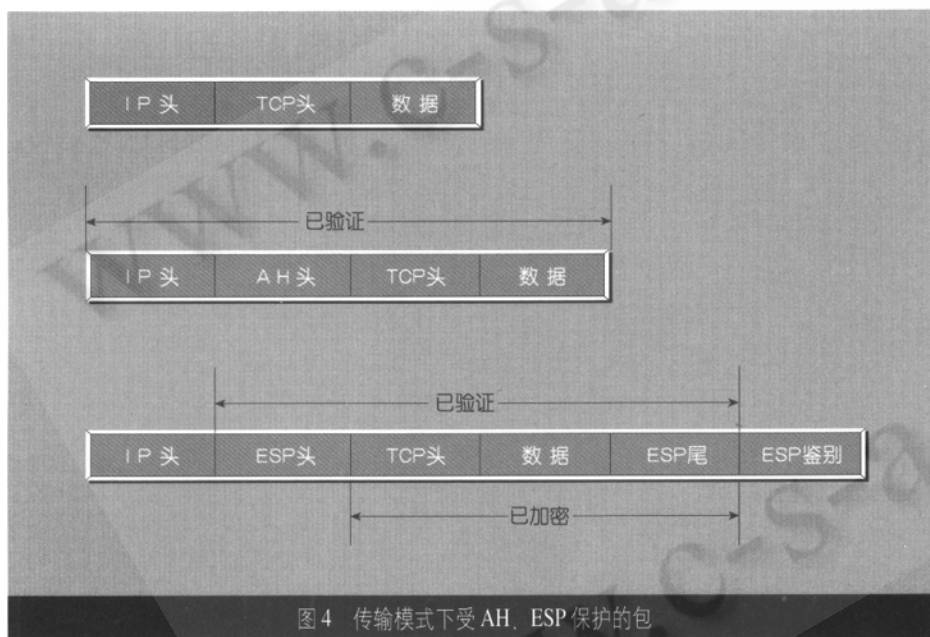 IP头 TCP头 数据
已验证
IP头 AH头 TCP头 数据
已验证
IP头 ESP头 TCP头 数据 ESP尾 ESP鉴别
已加密
图4 传输模式下受AH、ESP保护的包
www.c-s-a
www.c-s-a